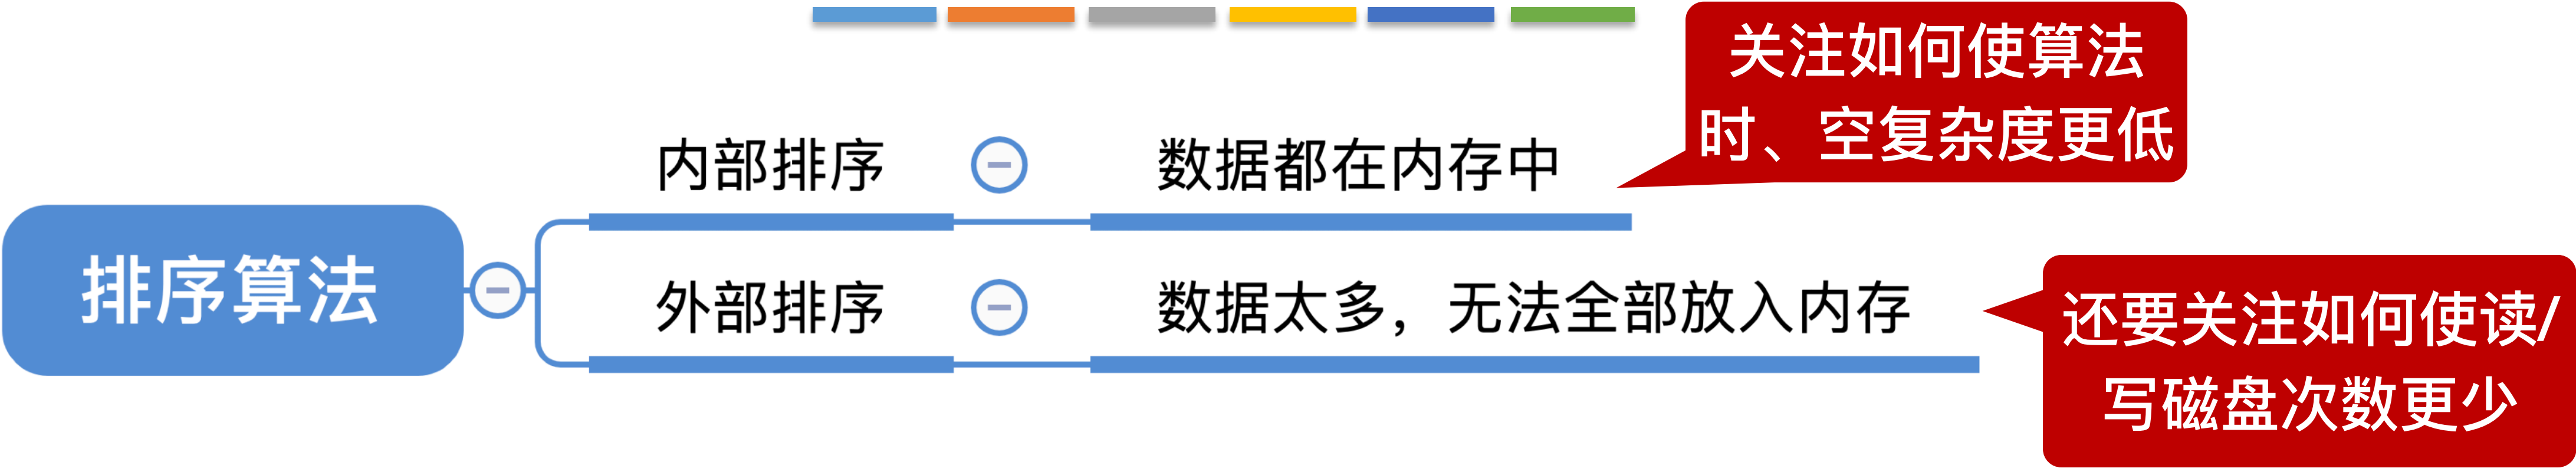 关注如何使算法
时、空复杂度更低
内部排序
数据都在内存中
排序算法
外部排序
数据太多，无法全部放入内存
还要关注如何使读/
写磁盘次数更少